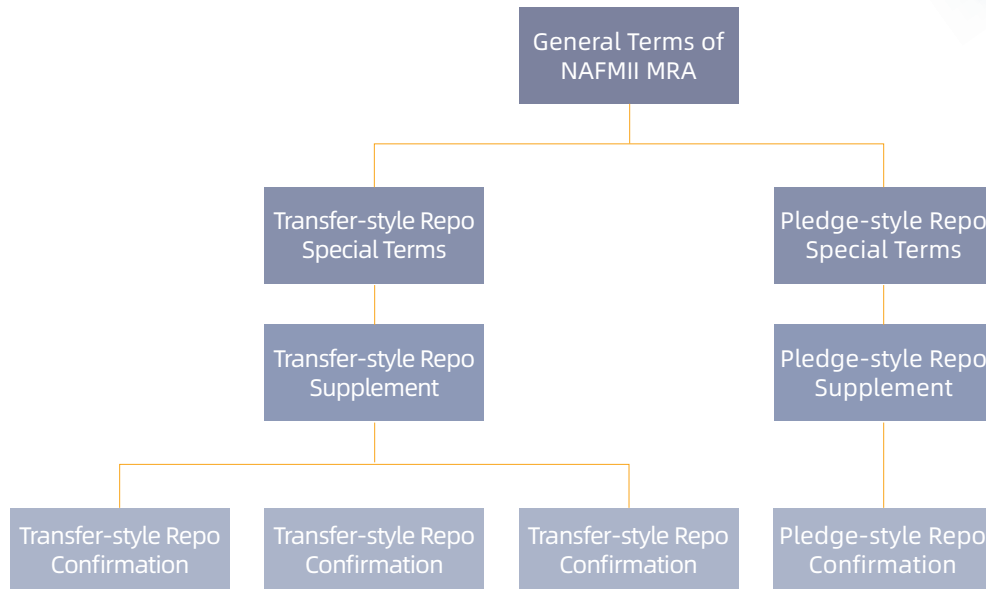 General Terms of
NAFMII MRA
Transfer-style Repo
Special Terms
Pledge-style Repo
Special Terms
Transfer-style Repo
Supplement
Pledge-style Repo
Supplement
Transfer-style Repo
Confirmation
Transfer-style Repo
Confirmation
Transfer-style Repo
Confirmation
Pledge-style Repo
Confirmation